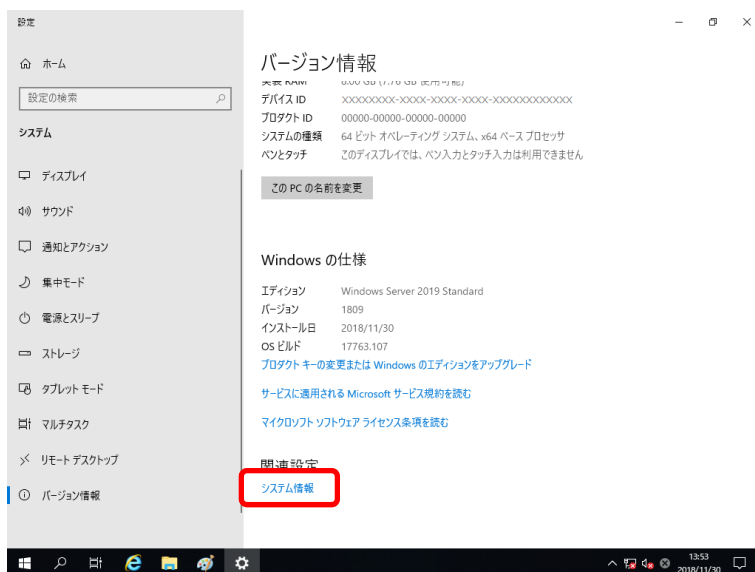 設定
ホーム
設定の検索
システム
ディスプレイ
サウンド
通知とアクション
集中モード
電源とスリープ
ストレージ
タブレット モード
マルチタスク
リモート デスクトップ
バージョン情報
バージョン情報
実装 RAM 8.00 GB (7.76 GB 使用可能)
デバイス ID XXXXXXXX-XXXX-XXXX-XXXX-XXXXXXXXXXXX
プロダクト ID 00000-00000-00000-00000
システムの種類 64 ビット オペレーティング システム、x64 ベース プロセッサ
ペンとタッチ このディスプレイでは、ペン入力とタッチ入力は利用できません
この PC の名前を変更
Windows の仕様
エディション Windows Server 2019 Standard
バージョン 1809
インストール日 2018/11/30
OS ビルド 17763.107
プロダクト キーの変更または Windows のエディションをアップグレード
サービスに適用される Microsoft サービス規約を読む
マイクロソフト ソフトウェア ライセンス条項を読む
関連設定
システム情報
13:53
2018/11/30